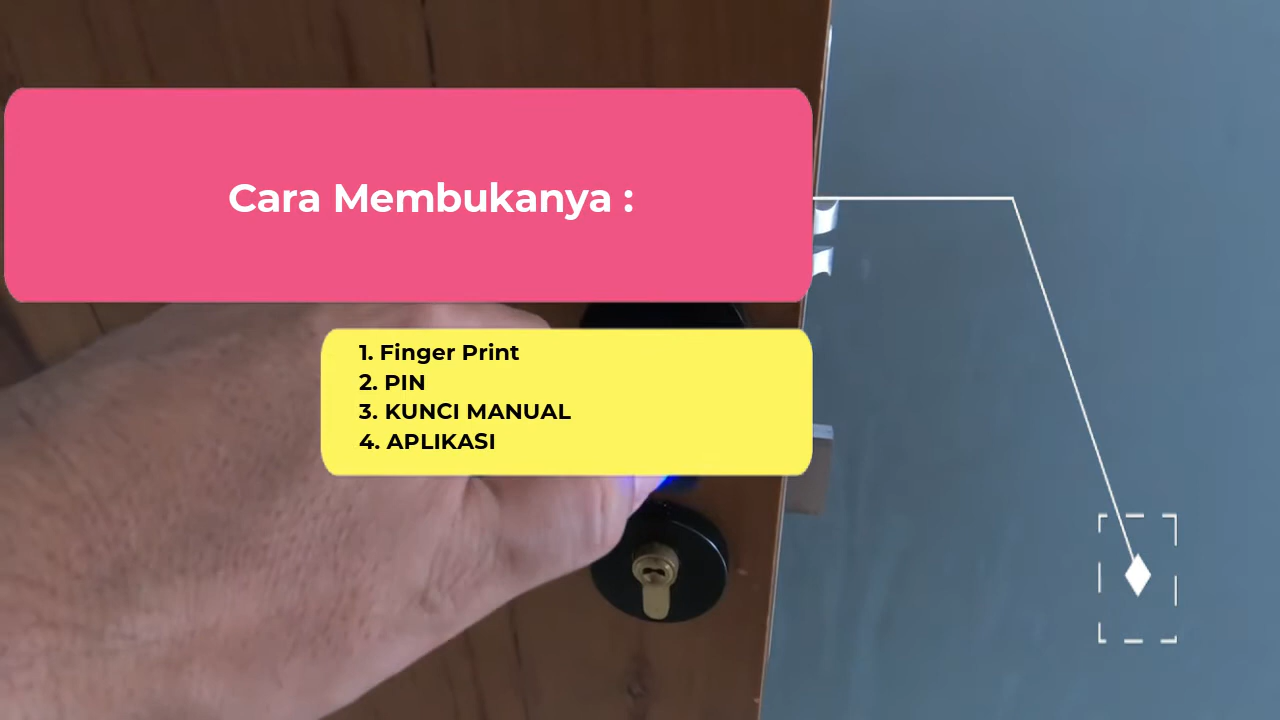 Cara Membukanya :
1. Finger Print
2. PIN
3. KUNCI MANUAL
4. APLIKASI